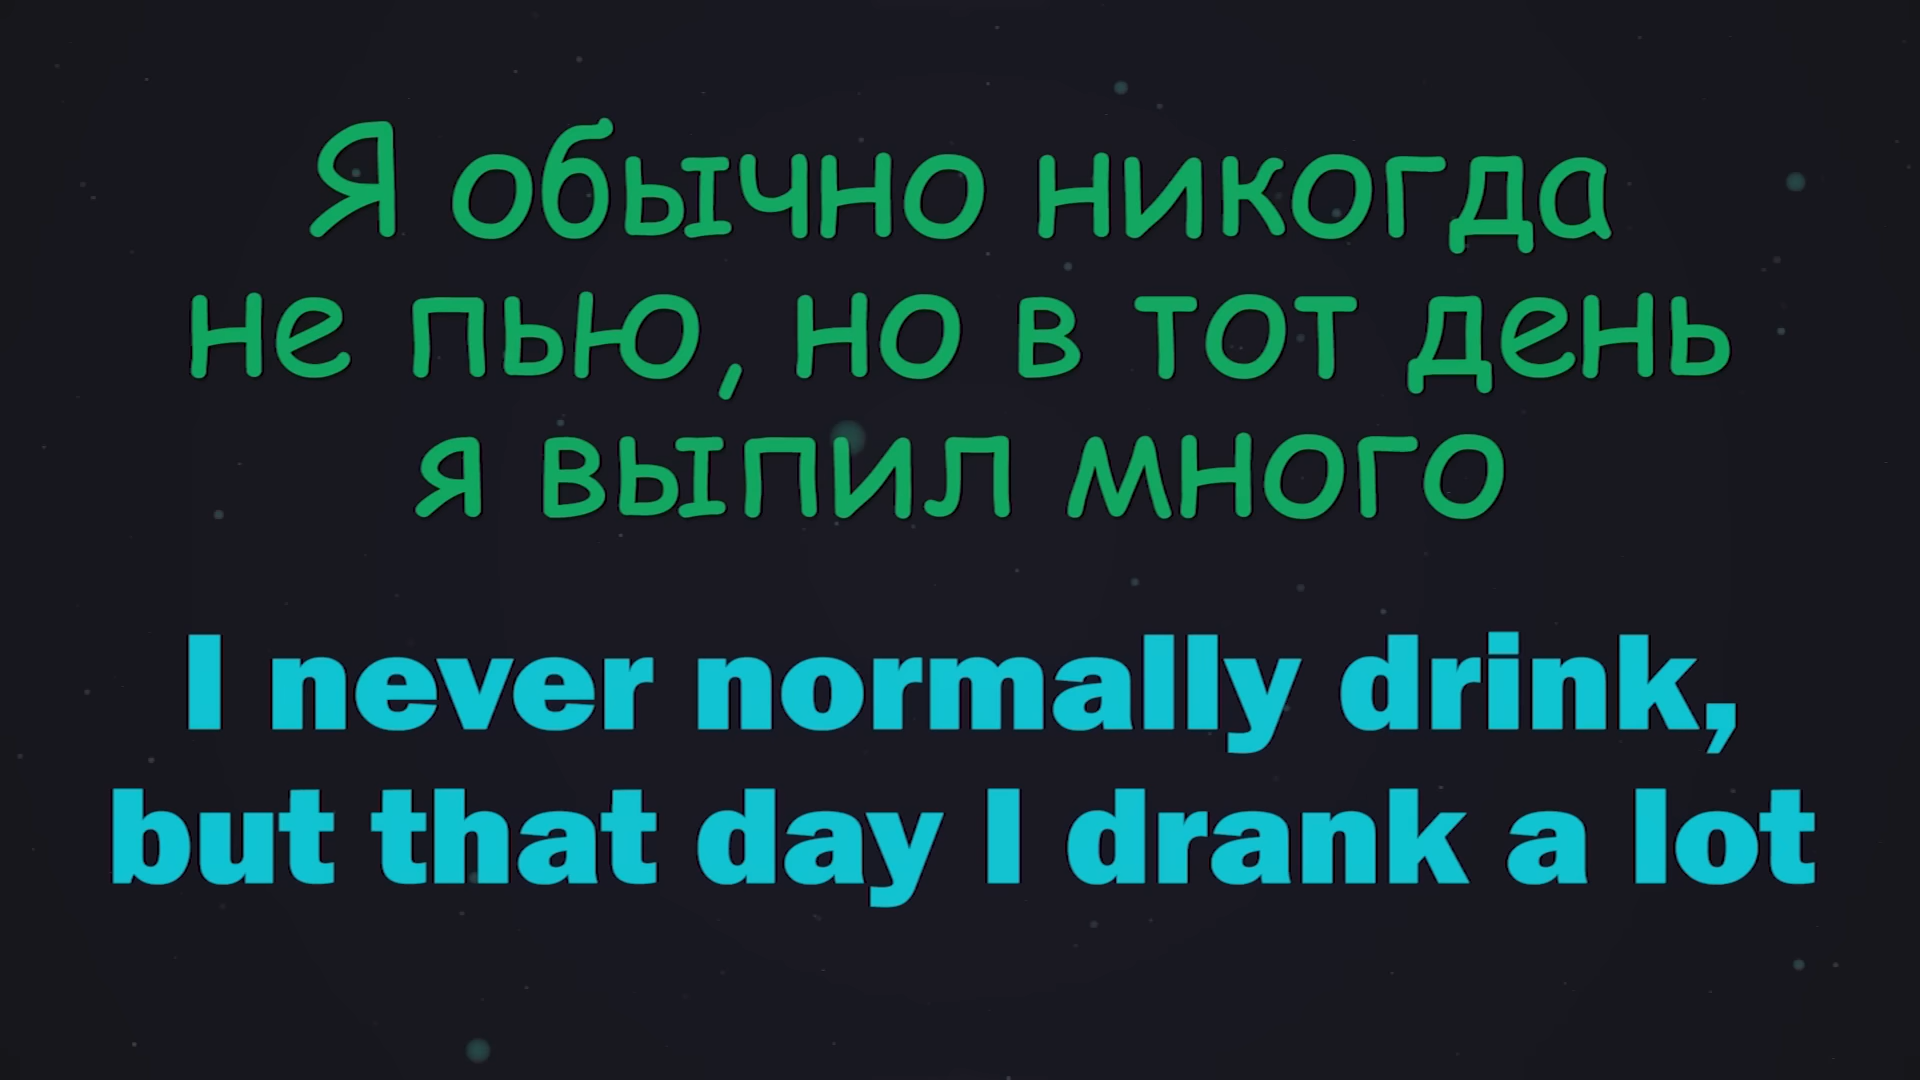 Я обычно никогда
не пью, но в тот день
я выпил много
I never normally drink,
but that day I drank a lot